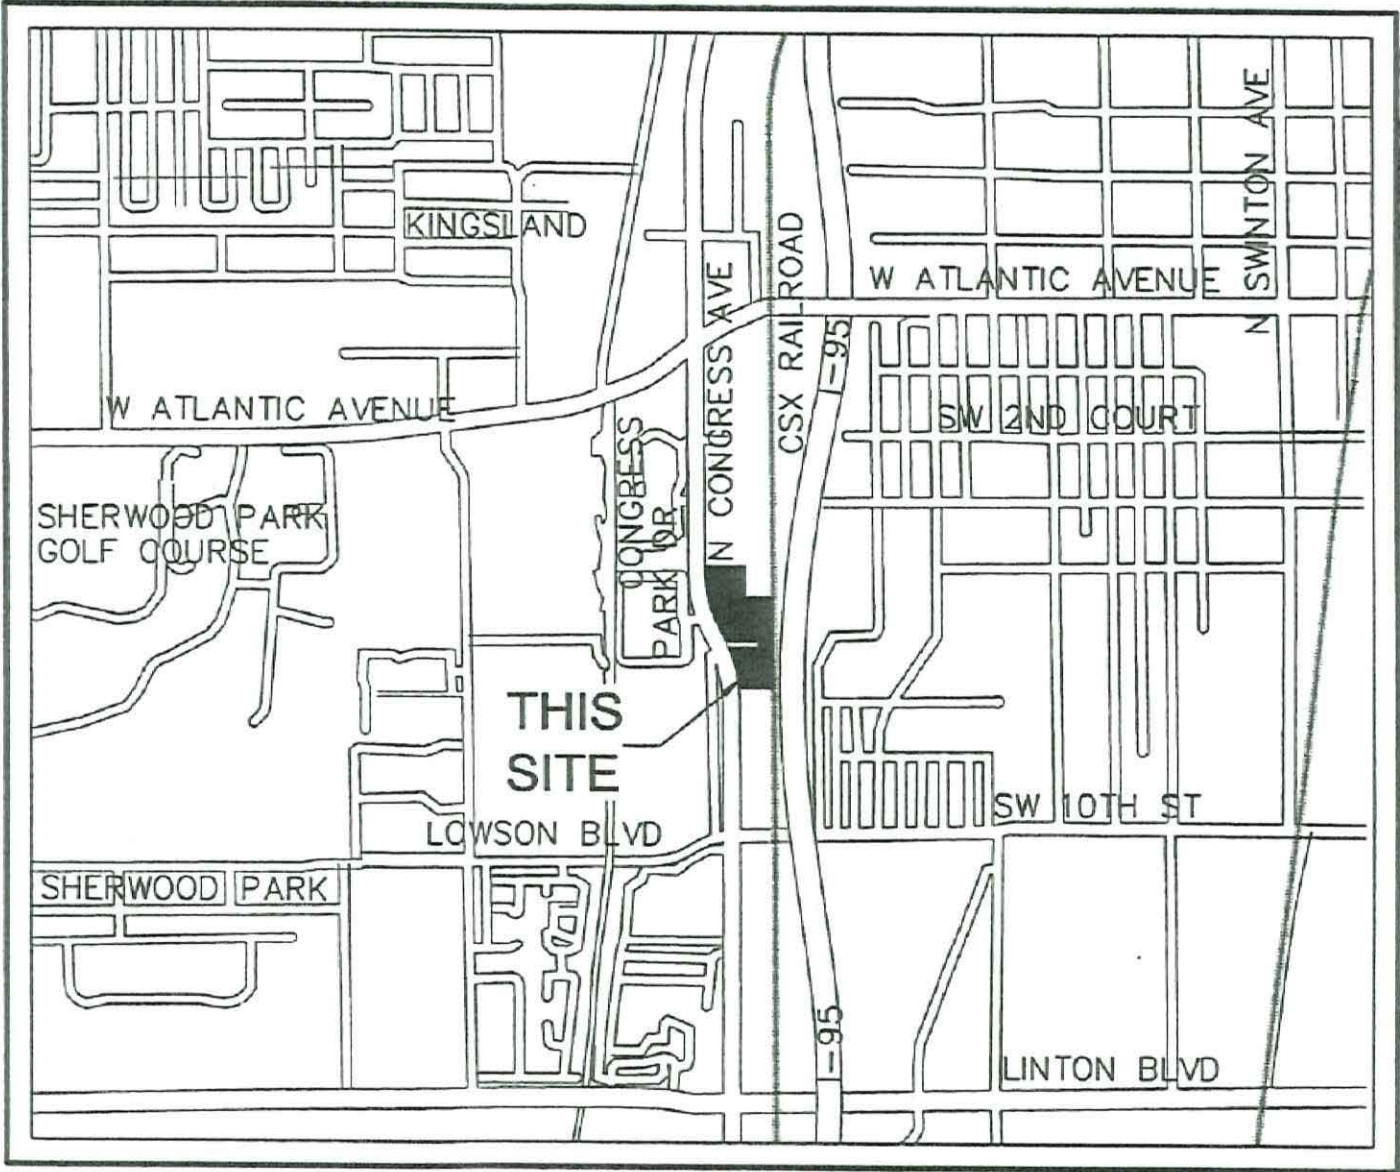 N SWINTON AVE
KINGSLAND
CSX RAILROAD
W ATLANTIC AVENUE
N CONGRESS AVE
I-95
W ATLANTIC AVENUE
SW 2ND COURT
CONGRESS
PARK DR
SHERWOOD PARK
GOLF COURSE
THIS
SITE
SW 10TH ST
LOWSON BLVD
SHERWOOD PARK
I-95
LINTON BLVD